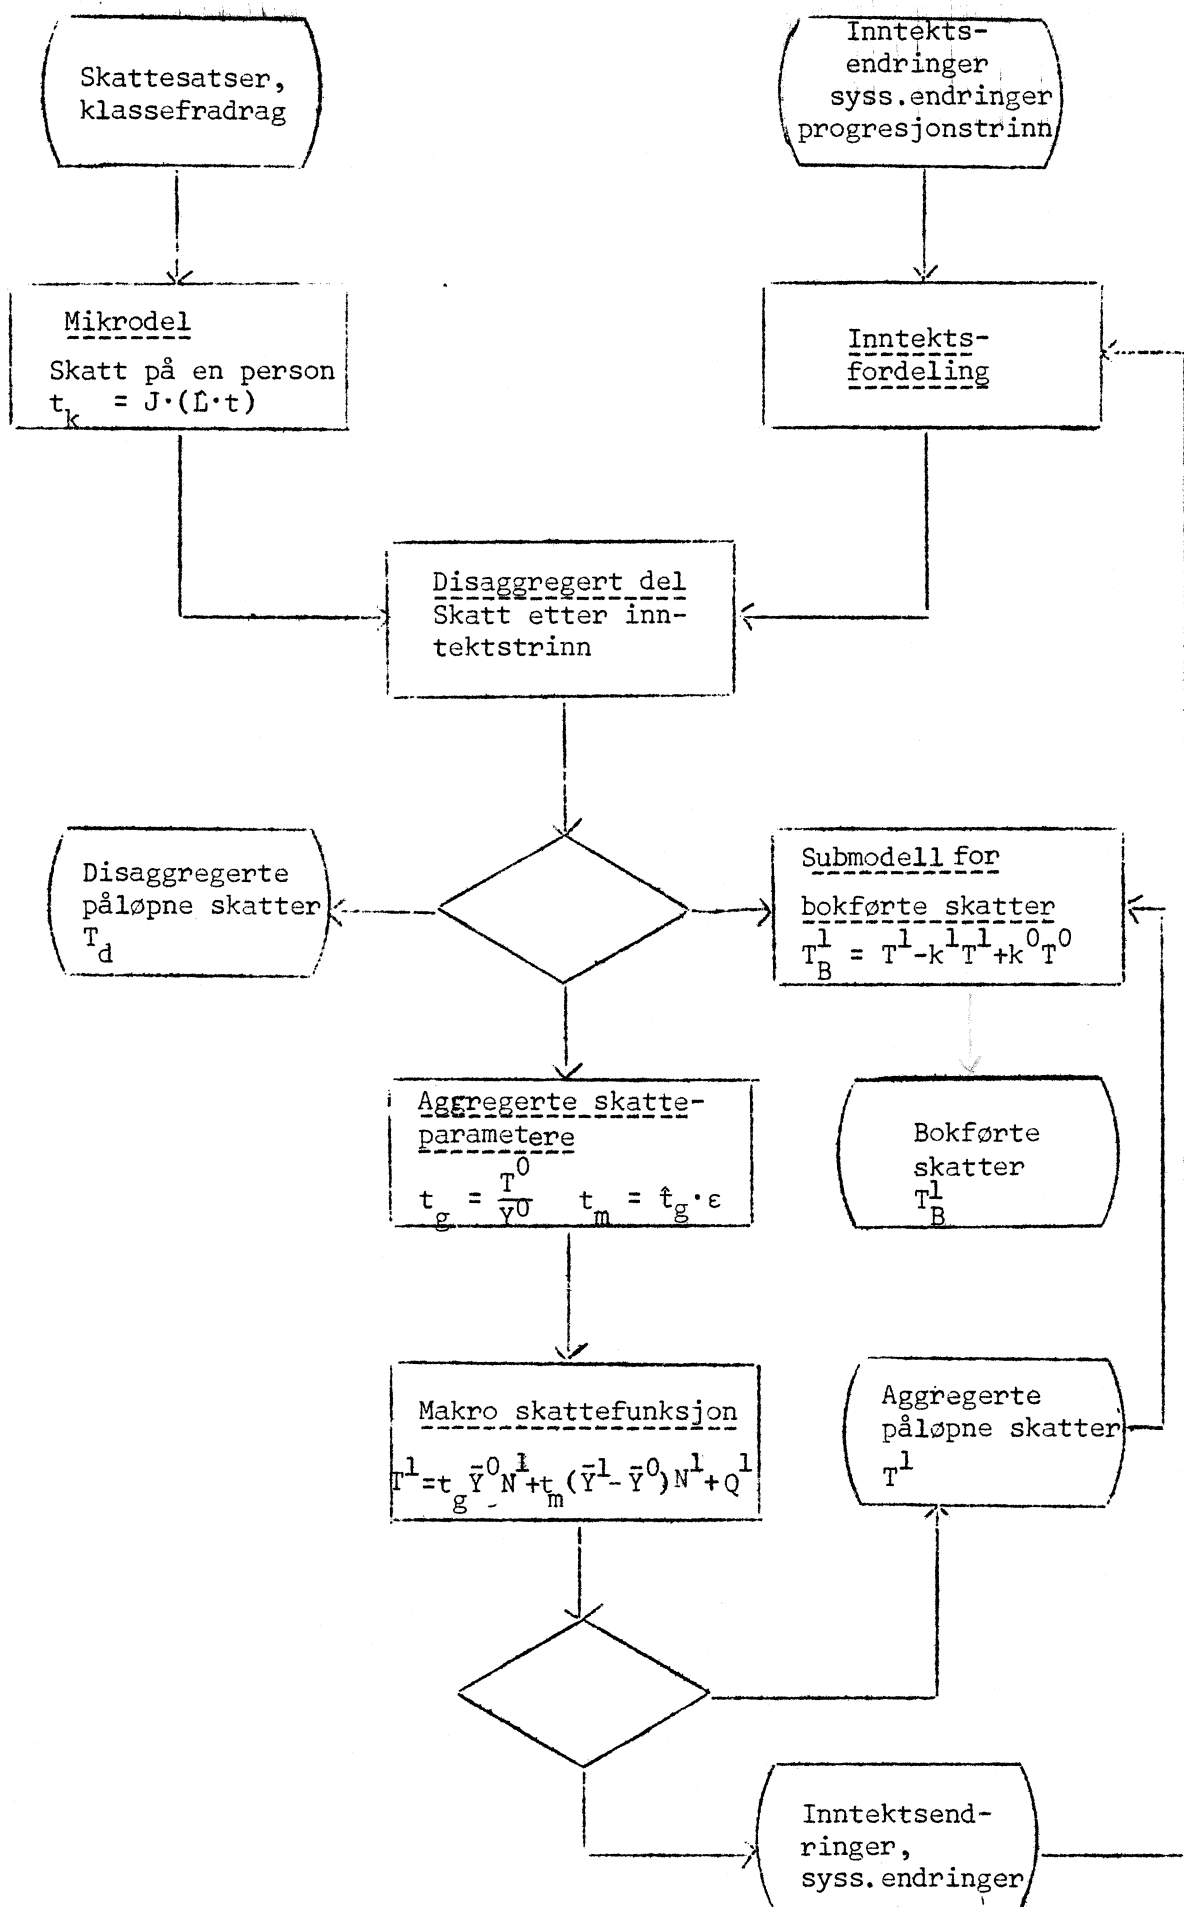 Skattesatser,
klassefradrag
Inntekts-
endringer
syss.endringer
progresjonstrinn
Mikrodel
Skatt på en person
t_k = J·(L̂·t)
Inntekts-
fordeling
Disaggregert del
Skatt etter inn-
tektstrinn
Disaggregerte
påløpne skatter
T_d
Submodell for
bokførte skatter
T_B^1 = T^1-k^1T^1+k^0T^0
Aggregerte skatte-
parametere
t_g = T^0/Y^0 t_m = t̂_g·ε
Bokførte
skatter
T_B^1
Makro skattefunksjon
T^1=t_g Ȳ^0N^1+t_m(Ȳ^1-Ȳ^0)N^1+Q^1
Aggregerte
påløpne skatter
T^1
Inntektsend-
ringer,
syss.endringer